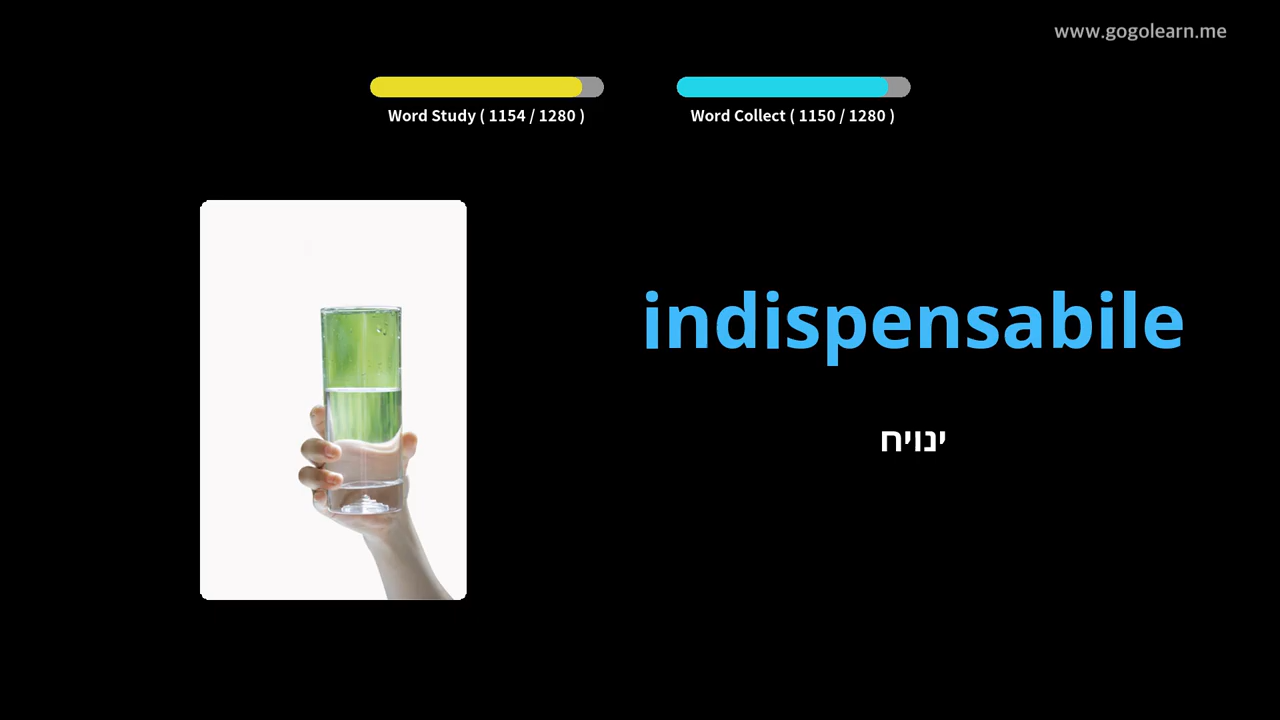 www.gogolearn.me
Word Study ( 1154 / 1280 )
Word Collect ( 1150 / 1280 )
indispensabile
ינויח